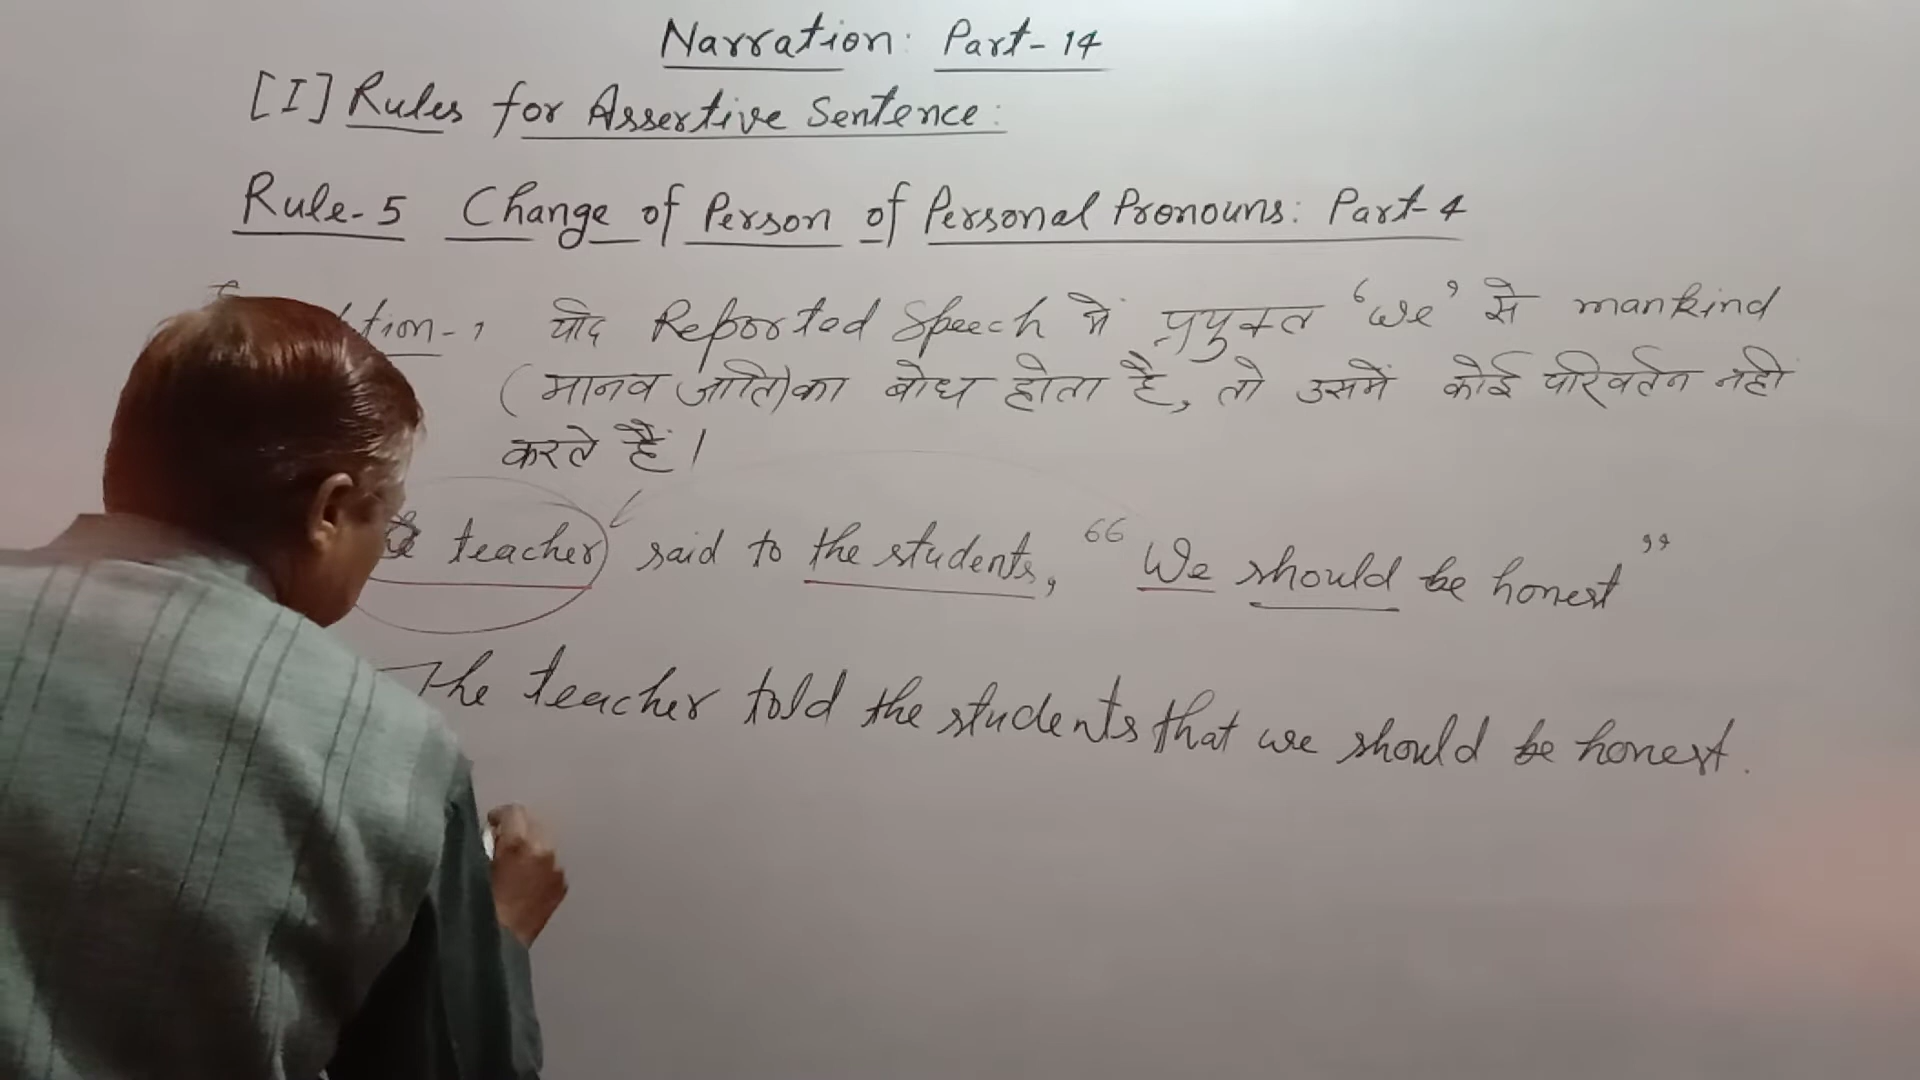 Narration: Part-14
[I] Rules for Assertive Sentence:
Rule-5 Change of Person of Personal Pronouns: Part-4
tion-1 यदि Reported Speech में प्रयुक्त ‘We’ से mankind
(मानव जाति) का बोध होता है, तो उसमें कोई परिवर्तन नहीं
करते हैं।
teacher said to the students, “We should be honest”
The teacher told the students that we should be honest.